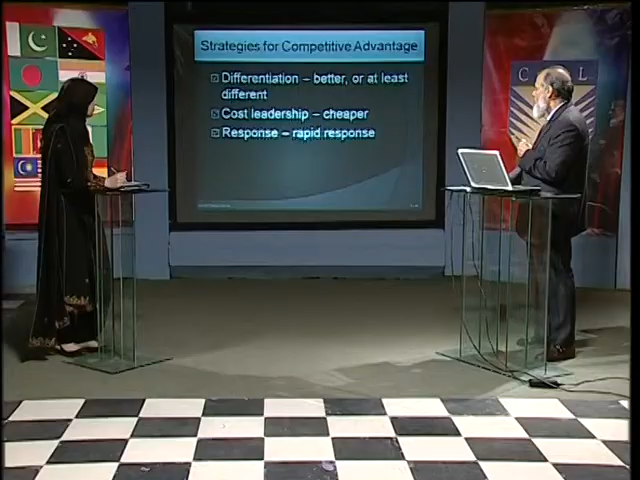 Strategies for Competitive Advantage
Differentiation – better, or at least
different
Cost leadership – cheaper
Response – rapid response
C
L